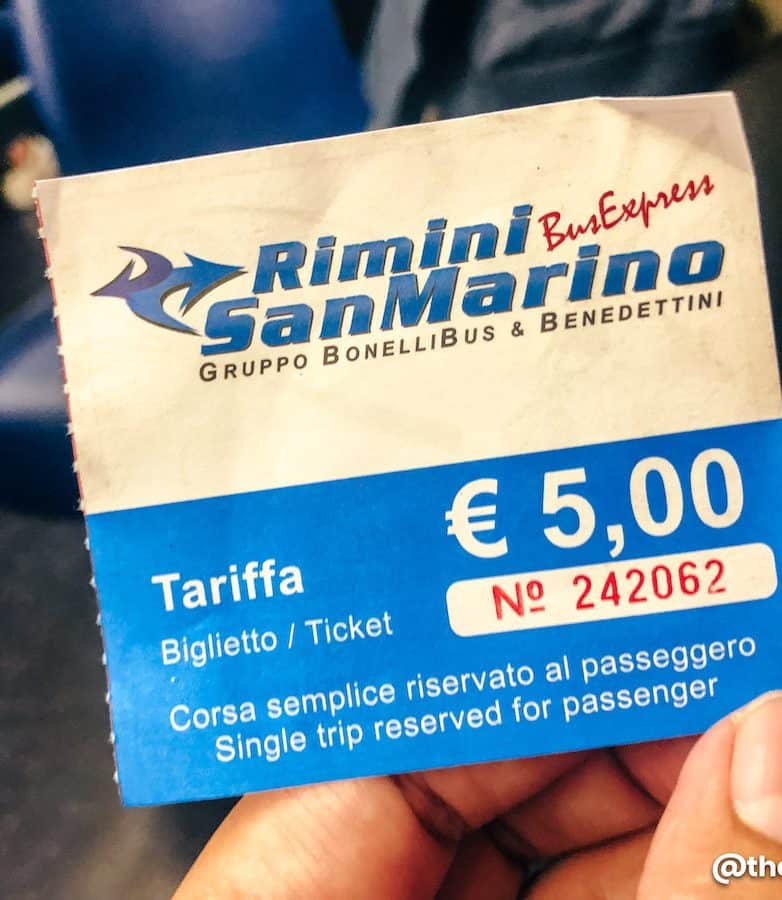 Rimini BusExpress
SanMarino
GRUPPO BONELLIBUS & BENEDETTINI
€ 5,00
Tariffa
Nº 242062
Biglietto / Ticket
Corsa semplice riservato al passeggero
Single trip reserved for passenger